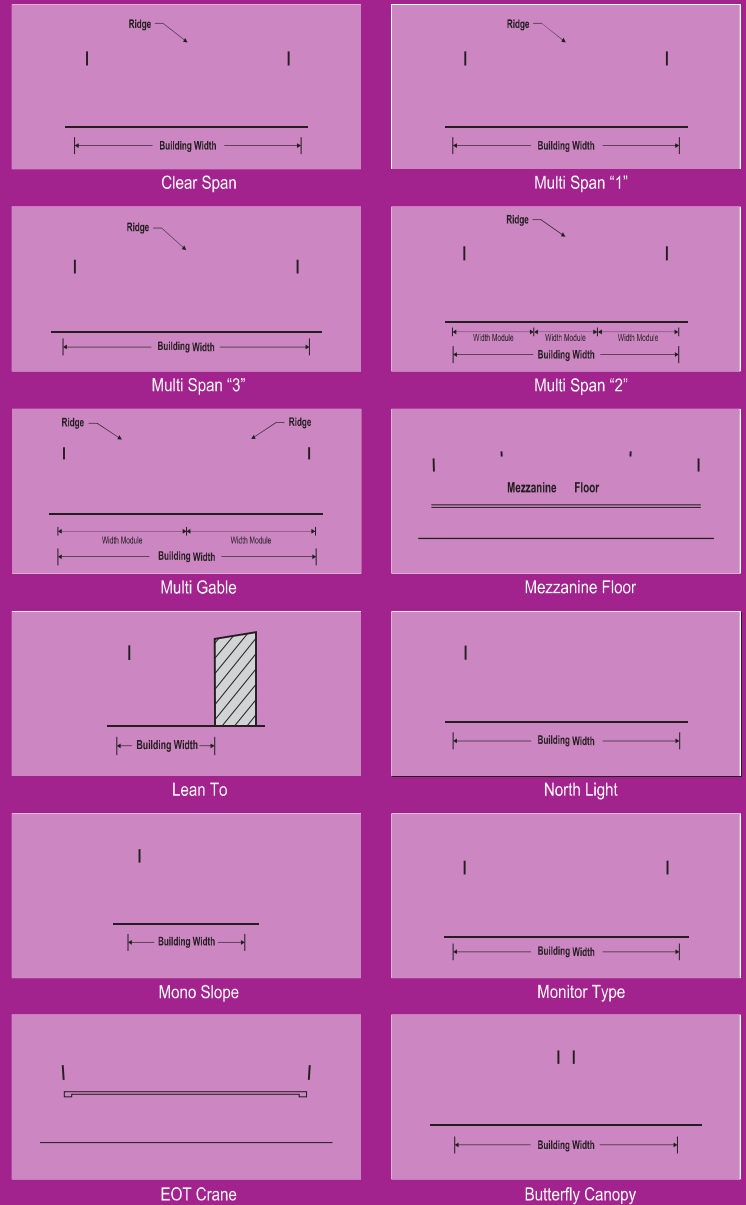 Ridge
Building Width
Clear Span
Ridge
Building Width
Multi Span “1”
Ridge
Building Width
Multi Span “3”
Ridge
Width Module Width Module Width Module
Building Width
Multi Span “2”
Ridge Ridge
Width Module Width Module
Building Width
Multi Gable
Mezzanine Floor
Mezzanine Floor
Building Width
Lean To
Building Width
North Light
Building Width
Mono Slope
Building Width
Monitor Type
EOT Crane
Building Width
Butterfly Canopy